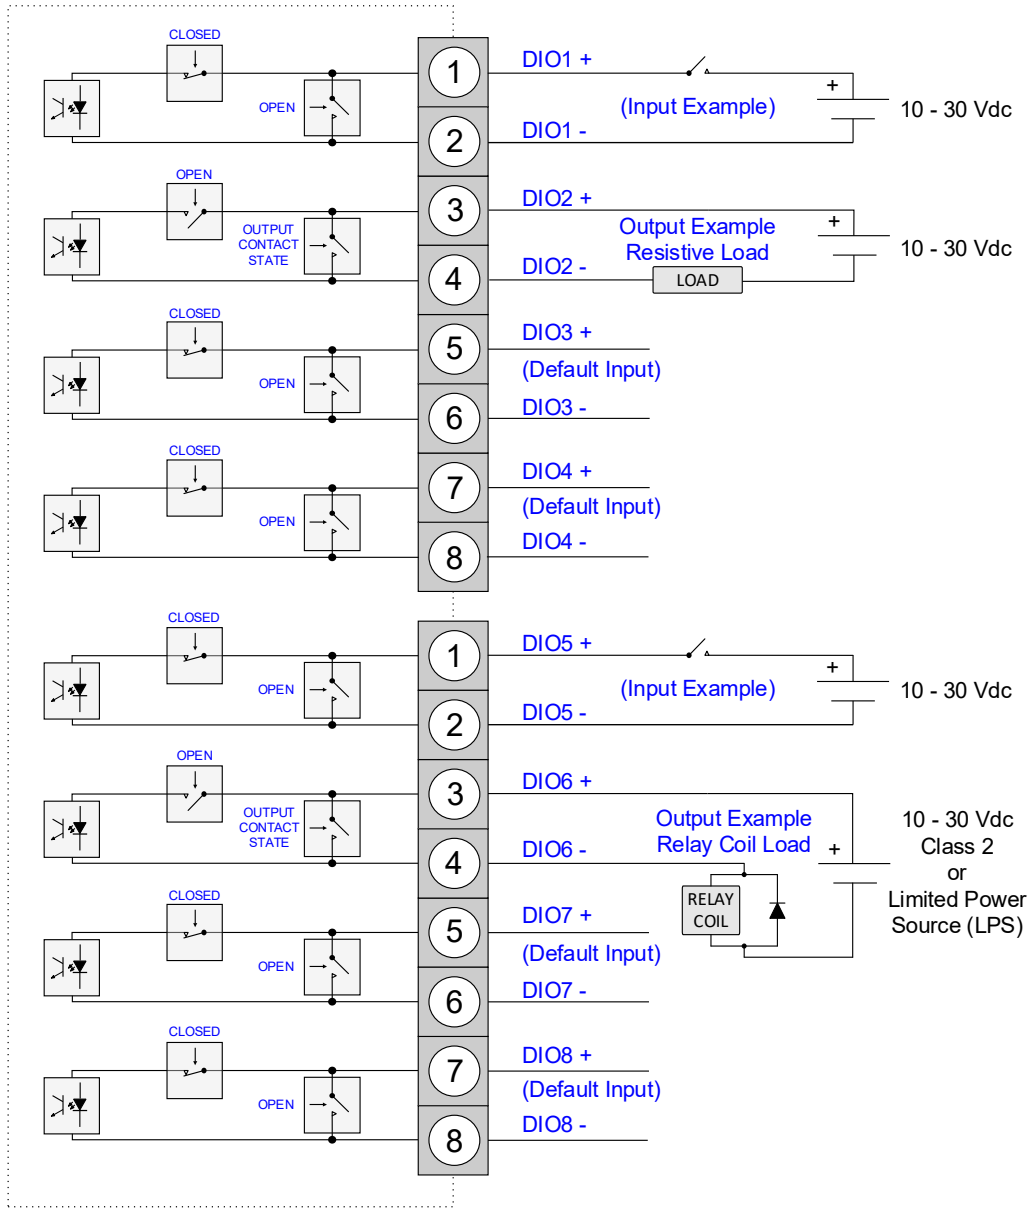 CLOSED
1
DIO1 +
+
OPEN
(Input Example)
10 - 30 Vdc
2
DIO1 -
OPEN
3
DIO2 +
OUTPUT
CONTACT
STATE
Output Example
Resistive Load
+
10 - 30 Vdc
4
DIO2 -
LOAD
CLOSED
5
DIO3 +
(Default Input)
OPEN
6
DIO3 -
CLOSED
7
DIO4 +
(Default Input)
OPEN
8
DIO4 -
CLOSED
1
DIO5 +
+
OPEN
(Input Example)
10 - 30 Vdc
2
DIO5 -
OPEN
3
DIO6 +
OUTPUT
CONTACT
STATE
Output Example
Relay Coil Load
+
10 - 30 Vdc
Class 2
or
Limited Power
Source (LPS)
4
DIO6 -
RELAY
COIL
CLOSED
5
DIO7 +
(Default Input)
OPEN
6
DIO7 -
CLOSED
7
DIO8 +
(Default Input)
OPEN
8
DIO8 -